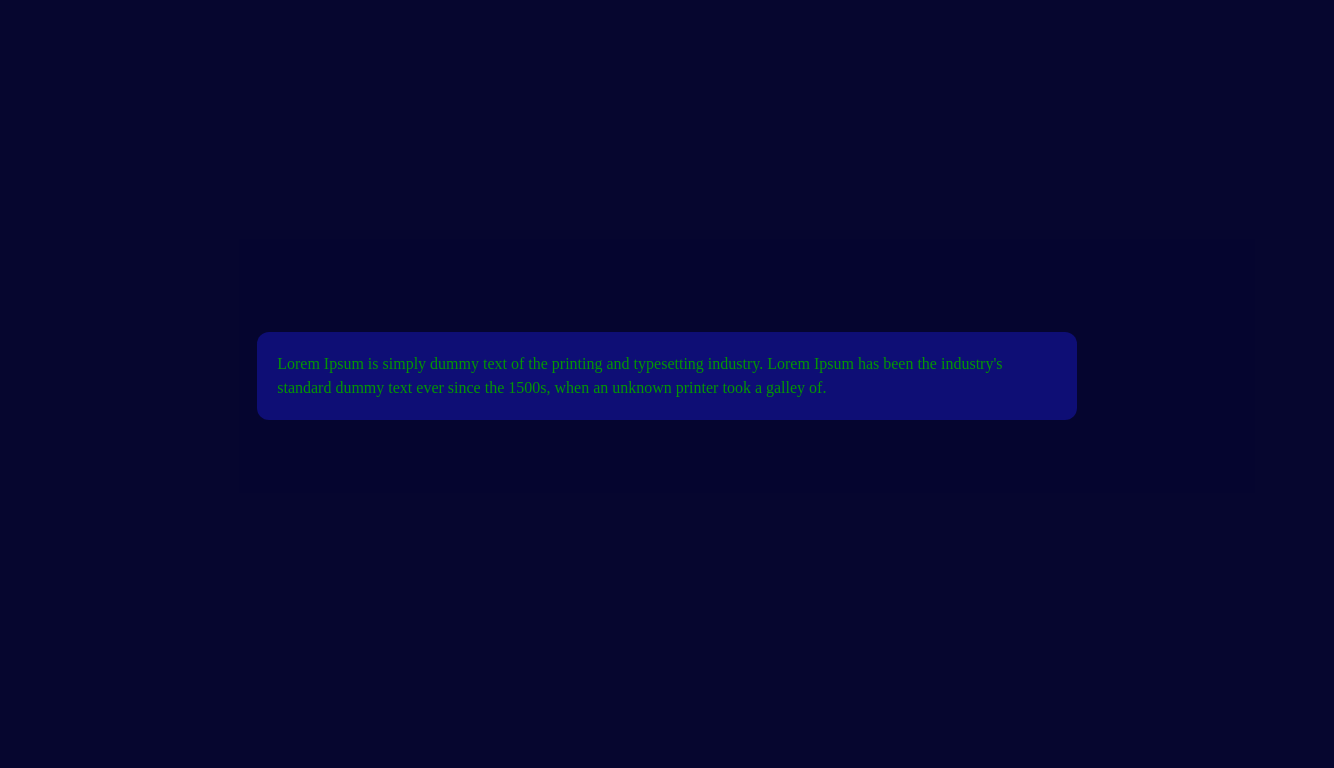 Lorem Ipsum is simply dummy text of the printing and typesetting industry. Lorem Ipsum has been the industry's
standard dummy text ever since the 1500s, when an unknown printer took a galley of.